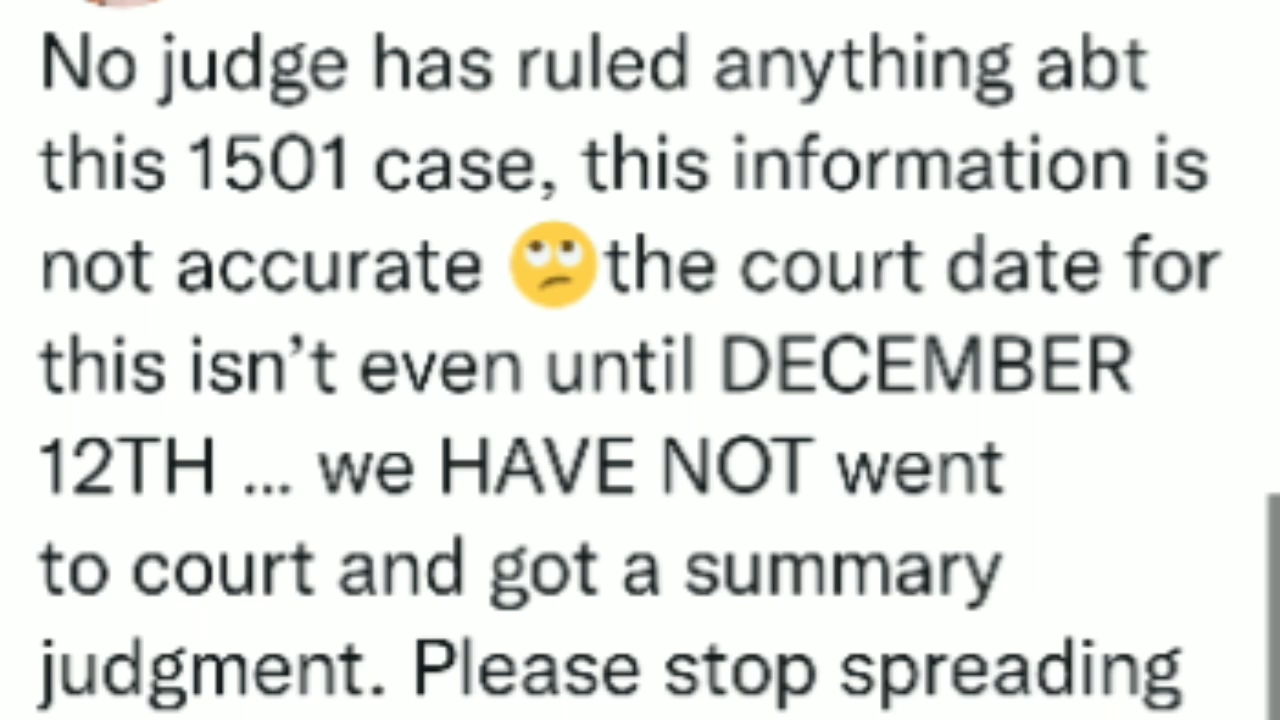 No judge has ruled anything abt
this 1501 case, this information is
not accurate 🙄the court date for
this isn’t even until DECEMBER
12TH ... we HAVE NOT went
to court and got a summary
judgment. Please stop spreading